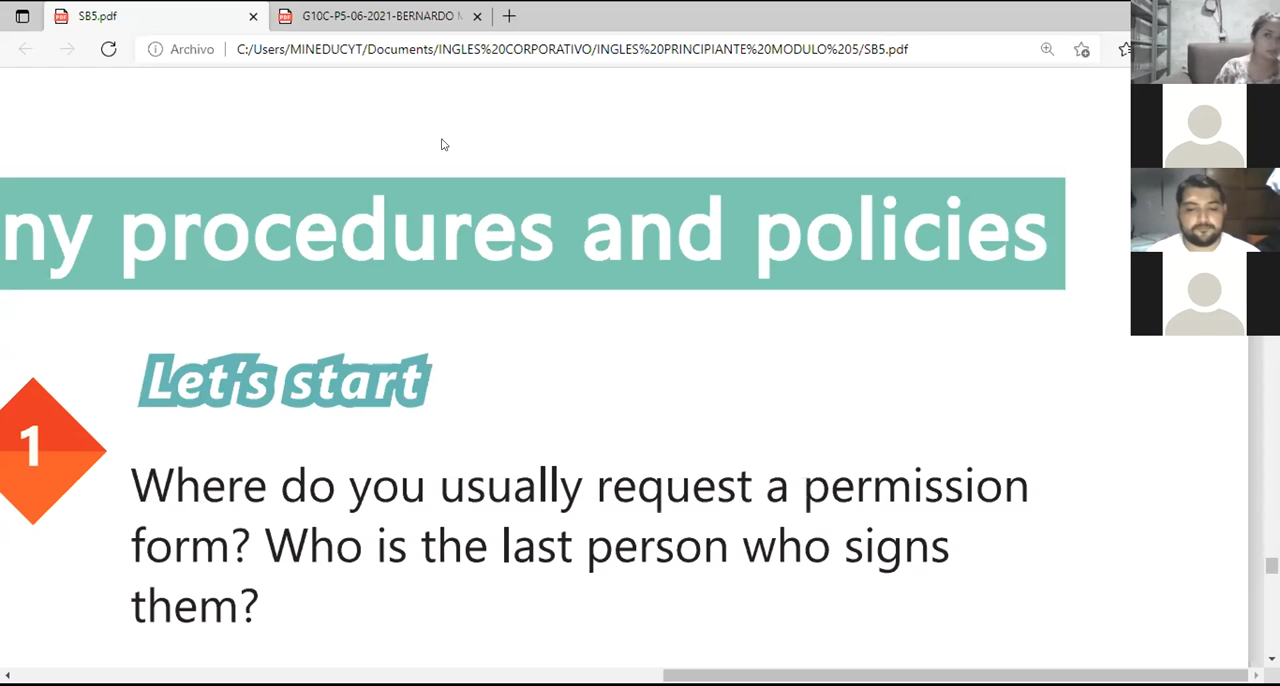 SB5.pdf
G10C-P5-06-2021-BERNARDO
Archivo
C:/Users/MINEDUCYT/Documents/INGLES%20CORPORATIVO/INGLES%20PRINCIPIANTE%20MODULO%205/SB5.pdf
ny procedures and policies
Let's start
1
Where do you usually request a permission
form? Who is the last person who signs
them?